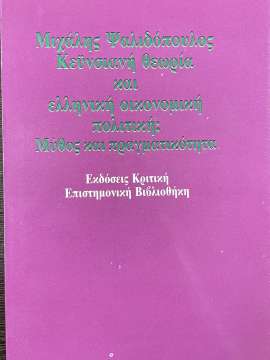 Μιχάλης Ψαλιδόπουλος
Κεϋνσιανή θεωρία
και
ελληνική οικονομική
πολιτική:
Μύθος και πραγματικότητα
Εκδόσεις Κριτική
Επιστημονική Βιβλιοθήκη